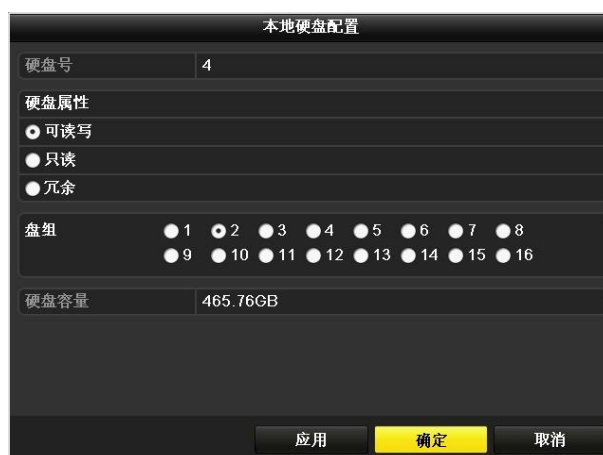 本地硬盘配置
硬盘号 4
硬盘属性
可读写
只读
冗余
盘组 1 2 3 4 5 6 7 8
9 10 11 12 13 14 15 16
硬盘容量 465.76GB
应用 确定 取消